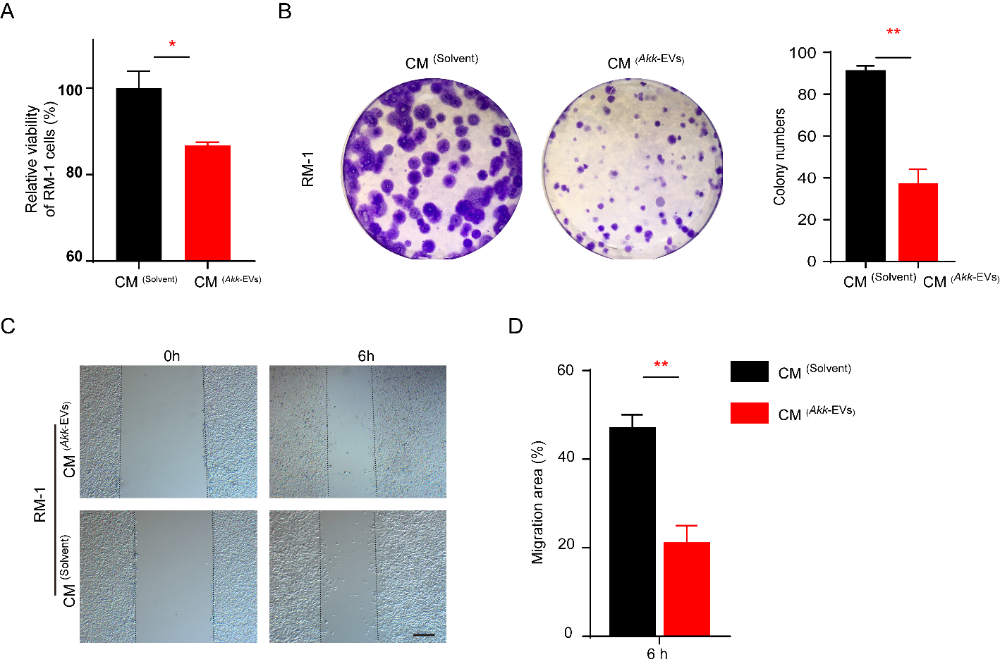 A
*
100
80
60
Relative viability
of RM-1 cells (%)
CM (Solvent)
CM (Akk-EVs)
B
CM (Solvent)
CM (Akk-EVs)
RM-1
**
100
80
60
40
20
0
Colony numbers
CM (Solvent)
CM (Akk-EVs)
C
0h
6h
RM-1
CM (Akk-EVs)
CM (Solvent)
D
**
60
40
20
0
Migration area (%)
6 h
CM (Solvent)
CM (Akk-EVs)